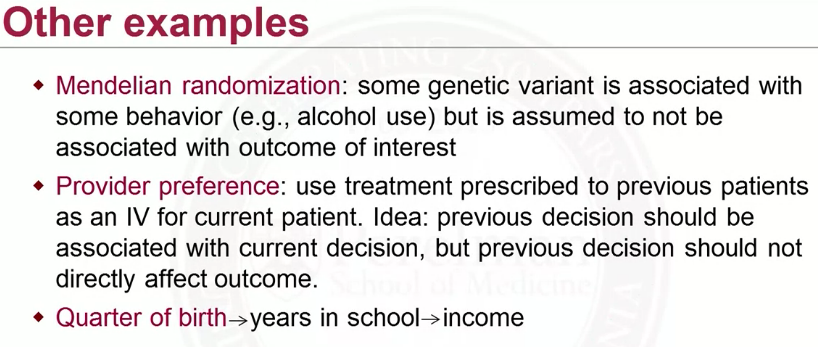 Other examples
Mendelian randomization: some genetic variant is associated with
some behavior (e.g., alcohol use) but is assumed to not be
associated with outcome of interest
Provider preference: use treatment prescribed to previous patients
as an IV for current patient. Idea: previous decision should be
associated with current decision, but previous decision should not
directly affect outcome.
School of Medicine
Quarter of birth→years in school→income